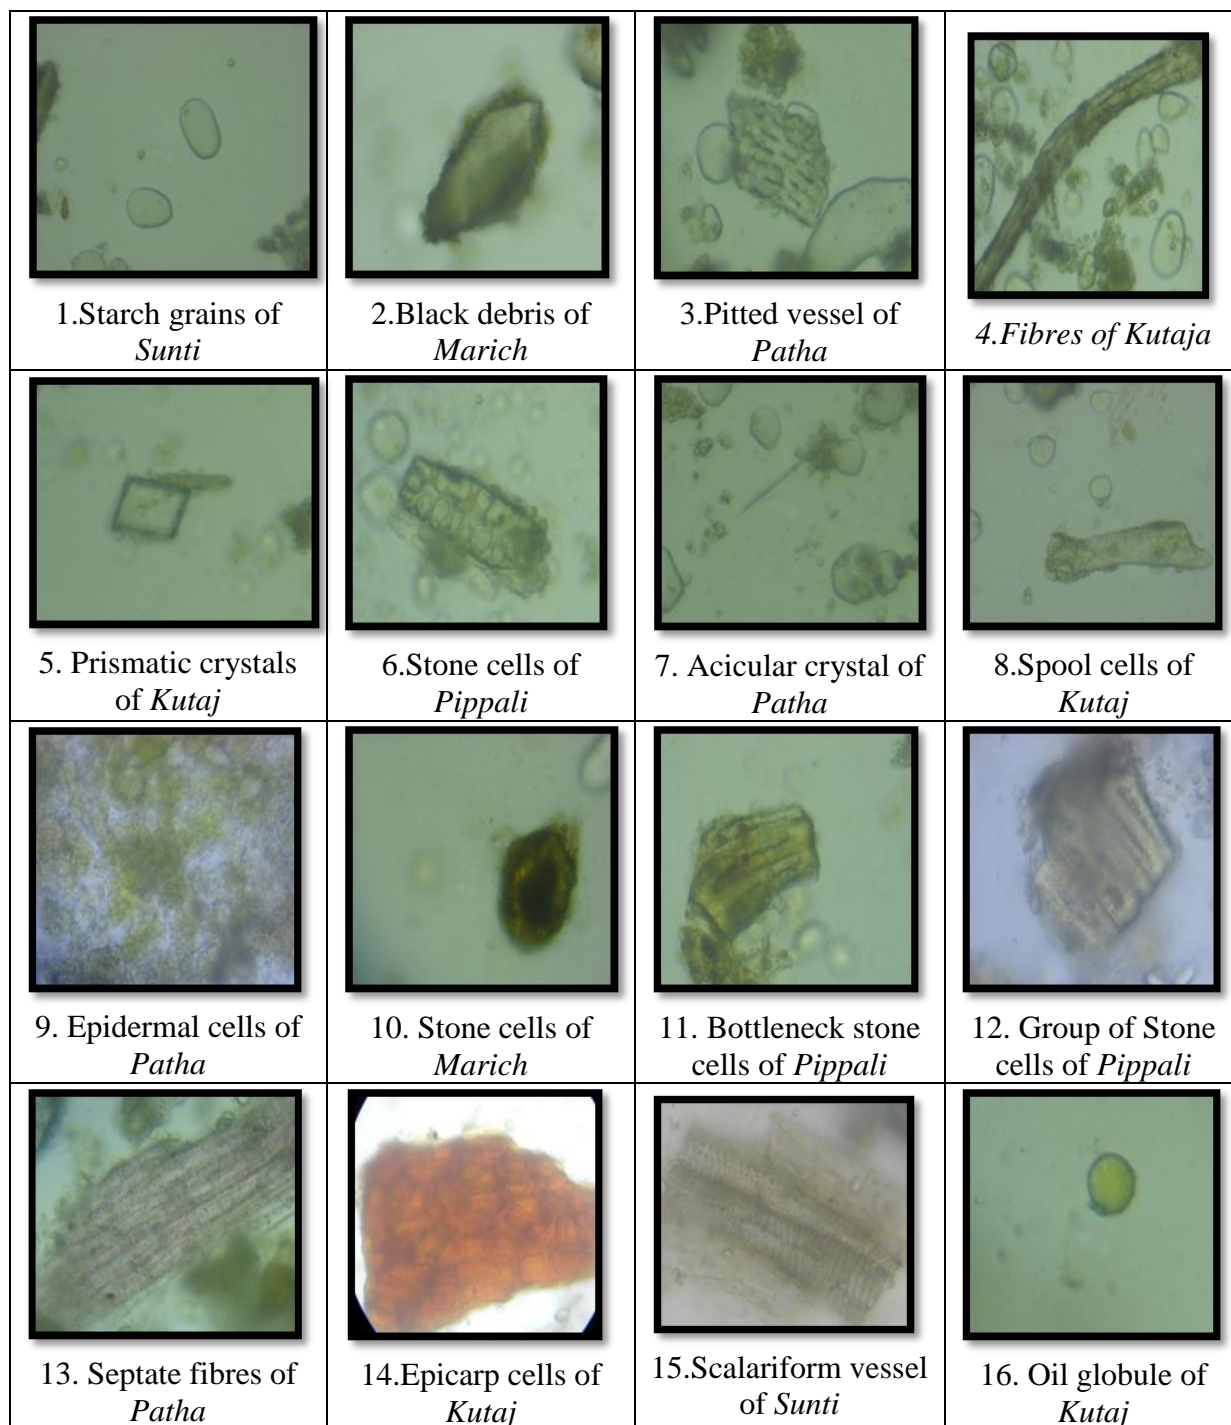 1.Starch grains of
Sunti
2.Black debris of
Marich
3.Pitted vessel of
Patha
4.Fibres of Kutaja
5. Prismatic crystals
of Kutaj
6.Stone cells of
Pippali
7. Acicular crystal of
Patha
8.Spool cells of
Kutaj
9. Epidermal cells of
Patha
10. Stone cells of
Marich
11. Bottleneck stone
cells of Pippali
12. Group of Stone
cells of Pippali
13. Septate fibres of
Patha
14.Epicarp cells of
Kutaj
15.Scalariform vessel
of Sunti
16. Oil globule of
Kutaj